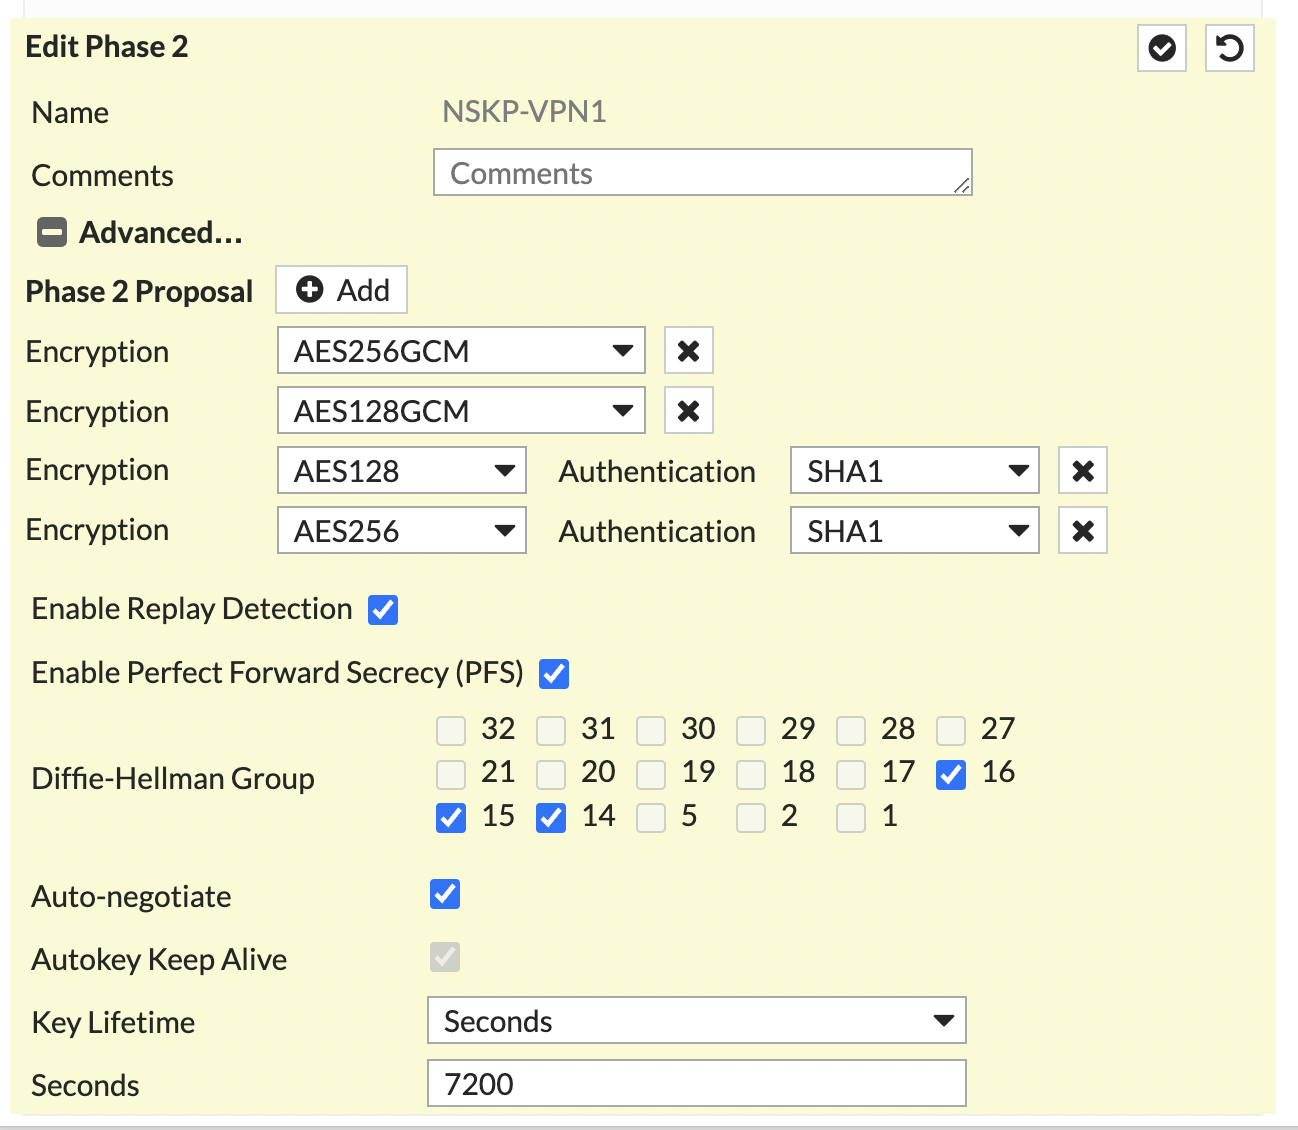 Edit Phase 2
Name NSKP-VPN1
Comments Comments
Advanced...
Phase 2 Proposal Add
Encryption AES256GCM
Encryption AES128GCM
Encryption AES128 Authentication SHA1
Encryption AES256 Authentication SHA1
Enable Replay Detection
Enable Perfect Forward Secrecy (PFS)
32 31 30 29 28 27
Diffie-Hellman Group 21 20 19 18 17 16
15 14 5 2 1
Auto-negotiate
Autokey Keep Alive
Key Lifetime Seconds
Seconds 7200